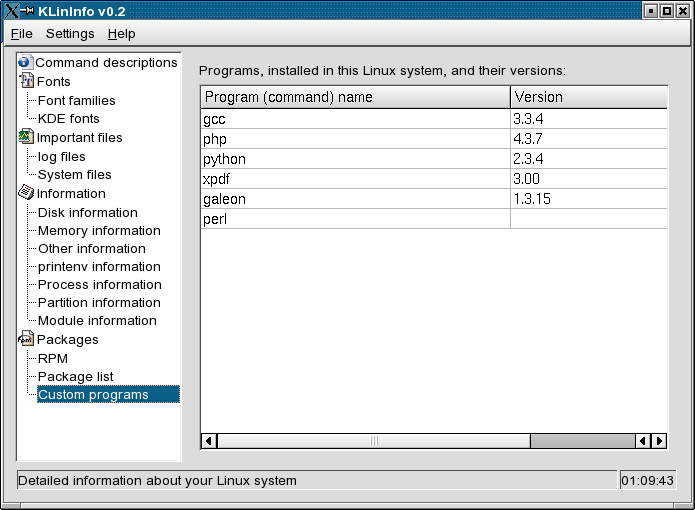 KLinInfo v0.2
File Settings Help
Command descriptions
Fonts
Font families
KDE fonts
Important files
log files
System files
Information
Disk information
Memory information
Other information
printenv information
Process information
Partition information
Module information
Packages
RPM
Package list
Custom programs
Programs, installed in this Linux system, and their versions:
Program (command) name Version
gcc 3.3.4
php 4.3.7
python 2.3.4
xpdf 3.00
galeon 1.3.15
perl
Detailed information about your Linux system 01:09:43